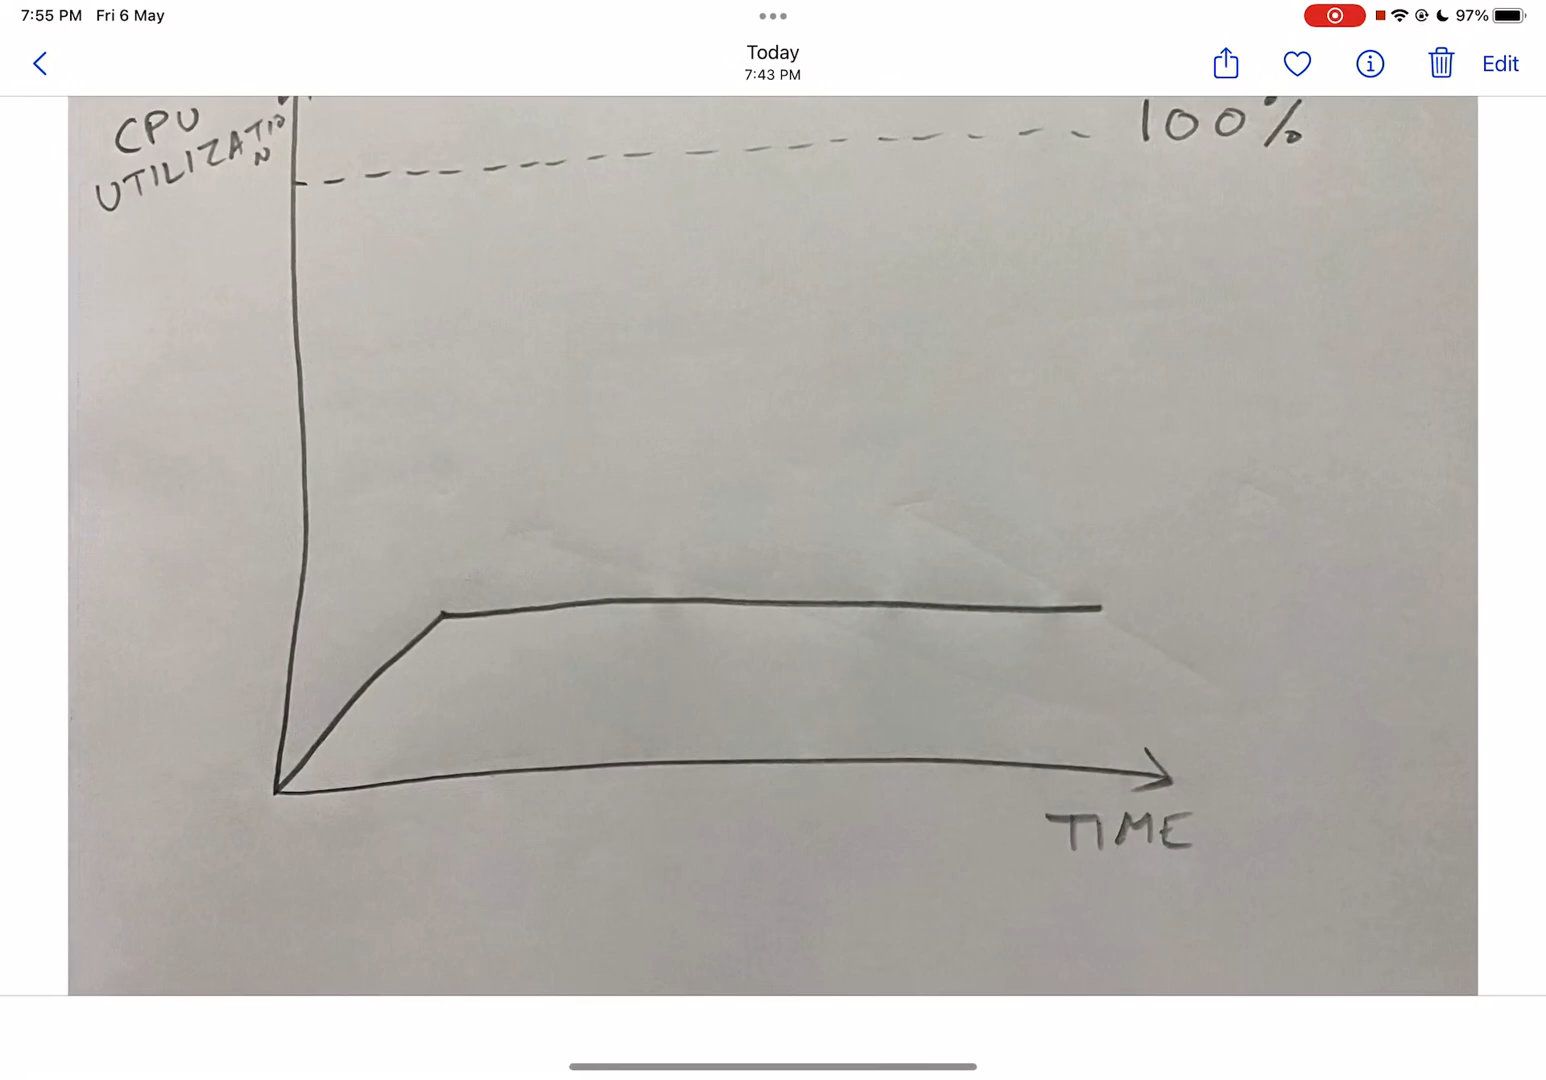 7:55 PM Fri 6 May
97%
Today
7:43 PM
Edit
CPU
UTILIZATION
100%
TIME